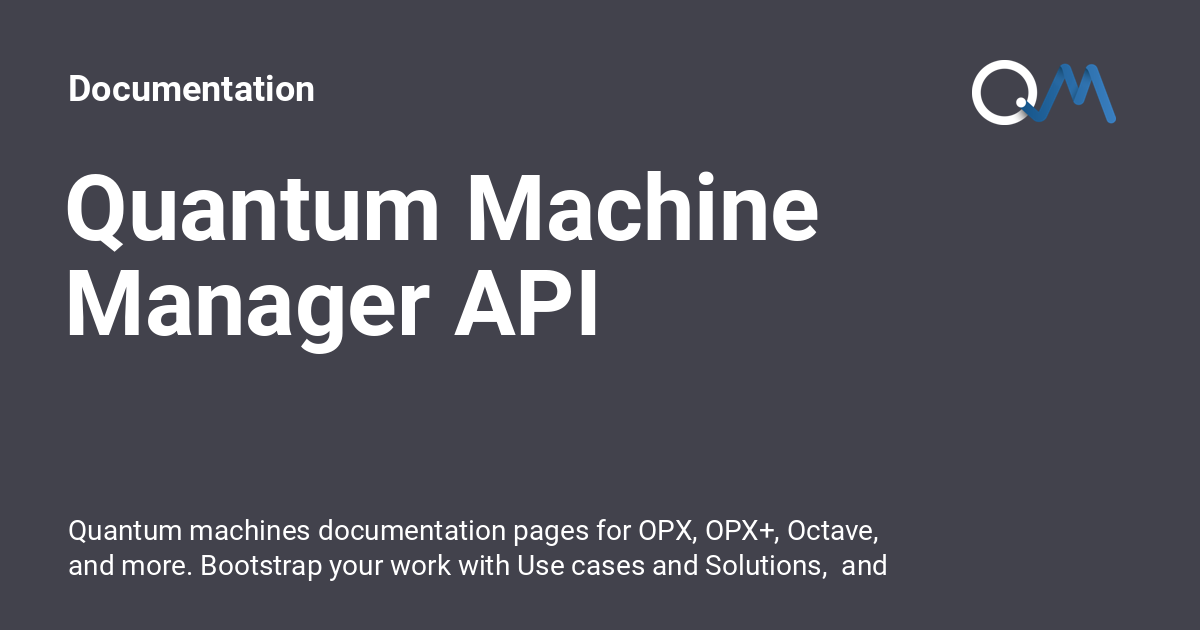 Documentation
QM
Quantum Machine
Manager API
Quantum machines documentation pages for OPX, OPX+, Octave,
and more. Bootstrap your work with Use cases and Solutions,  and